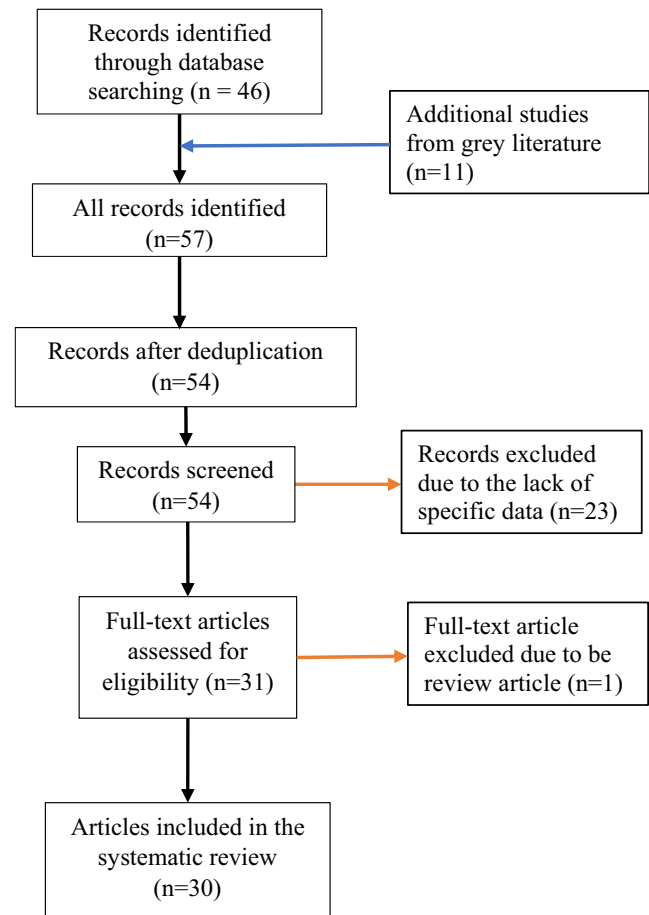 Records identified
through database
searching (n = 46)
Additional studies
from grey literature
(n=11)
All records identified
(n=57)
Records after deduplication
(n=54)
Records screened
(n=54)
Records excluded
due to the lack of
specific data (n=23)
Full-text articles
assessed for
eligibility (n=31)
Full-text article
excluded due to be
review article (n=1)
Articles included in the
systematic review
(n=30)